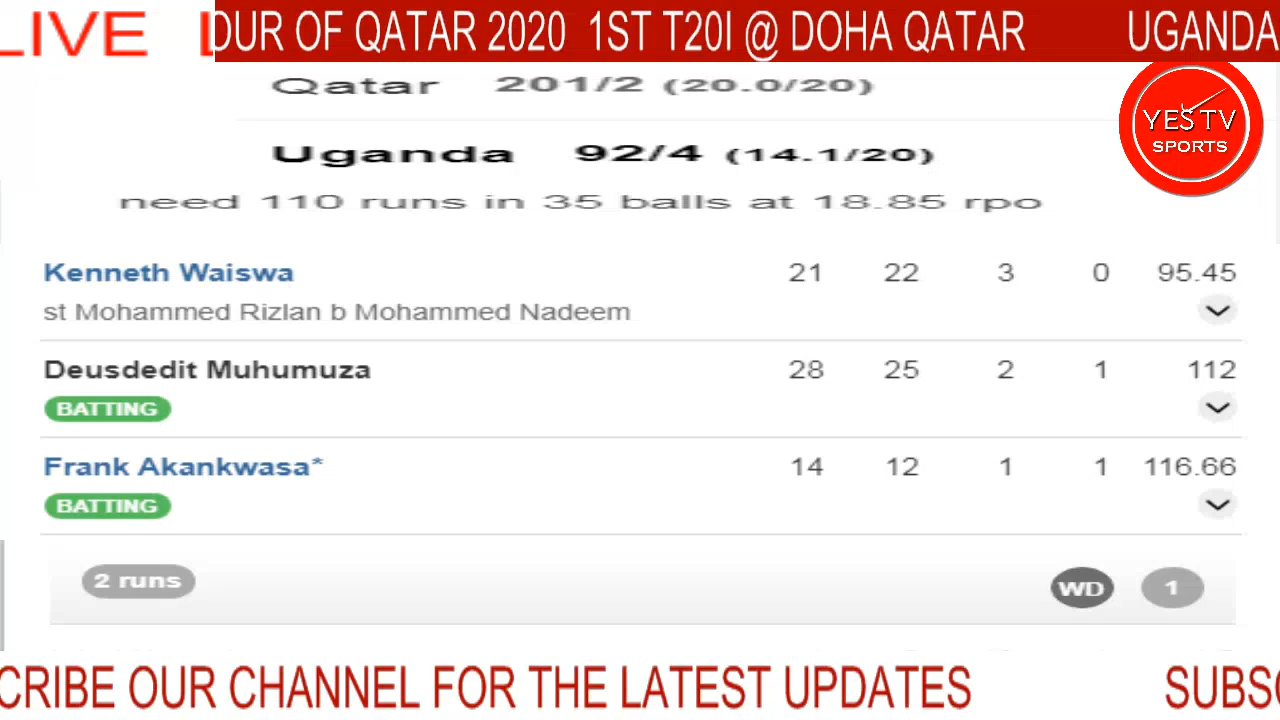 LIVE
OUR OF QATAR 2020 1ST T20I @ DOHA QATAR UGANDA
Qatar 201/2 (20.0/20)
YES TV
SPORTS
Uganda 92/4 (14.1/20)
need 110 runs in 35 balls at 18.85 rpo
Kenneth Waiswa 21 22 3 0 95.45
st Mohammed Rizlan b Mohammed Nadeem
Deusdedit Muhumuza 28 25 2 1 112
BATTING
Frank Akankwasa* 14 12 1 1 116.66
BATTING
2 runs WD 1
CRIBE OUR CHANNEL FOR THE LATEST UPDATES SUBSC